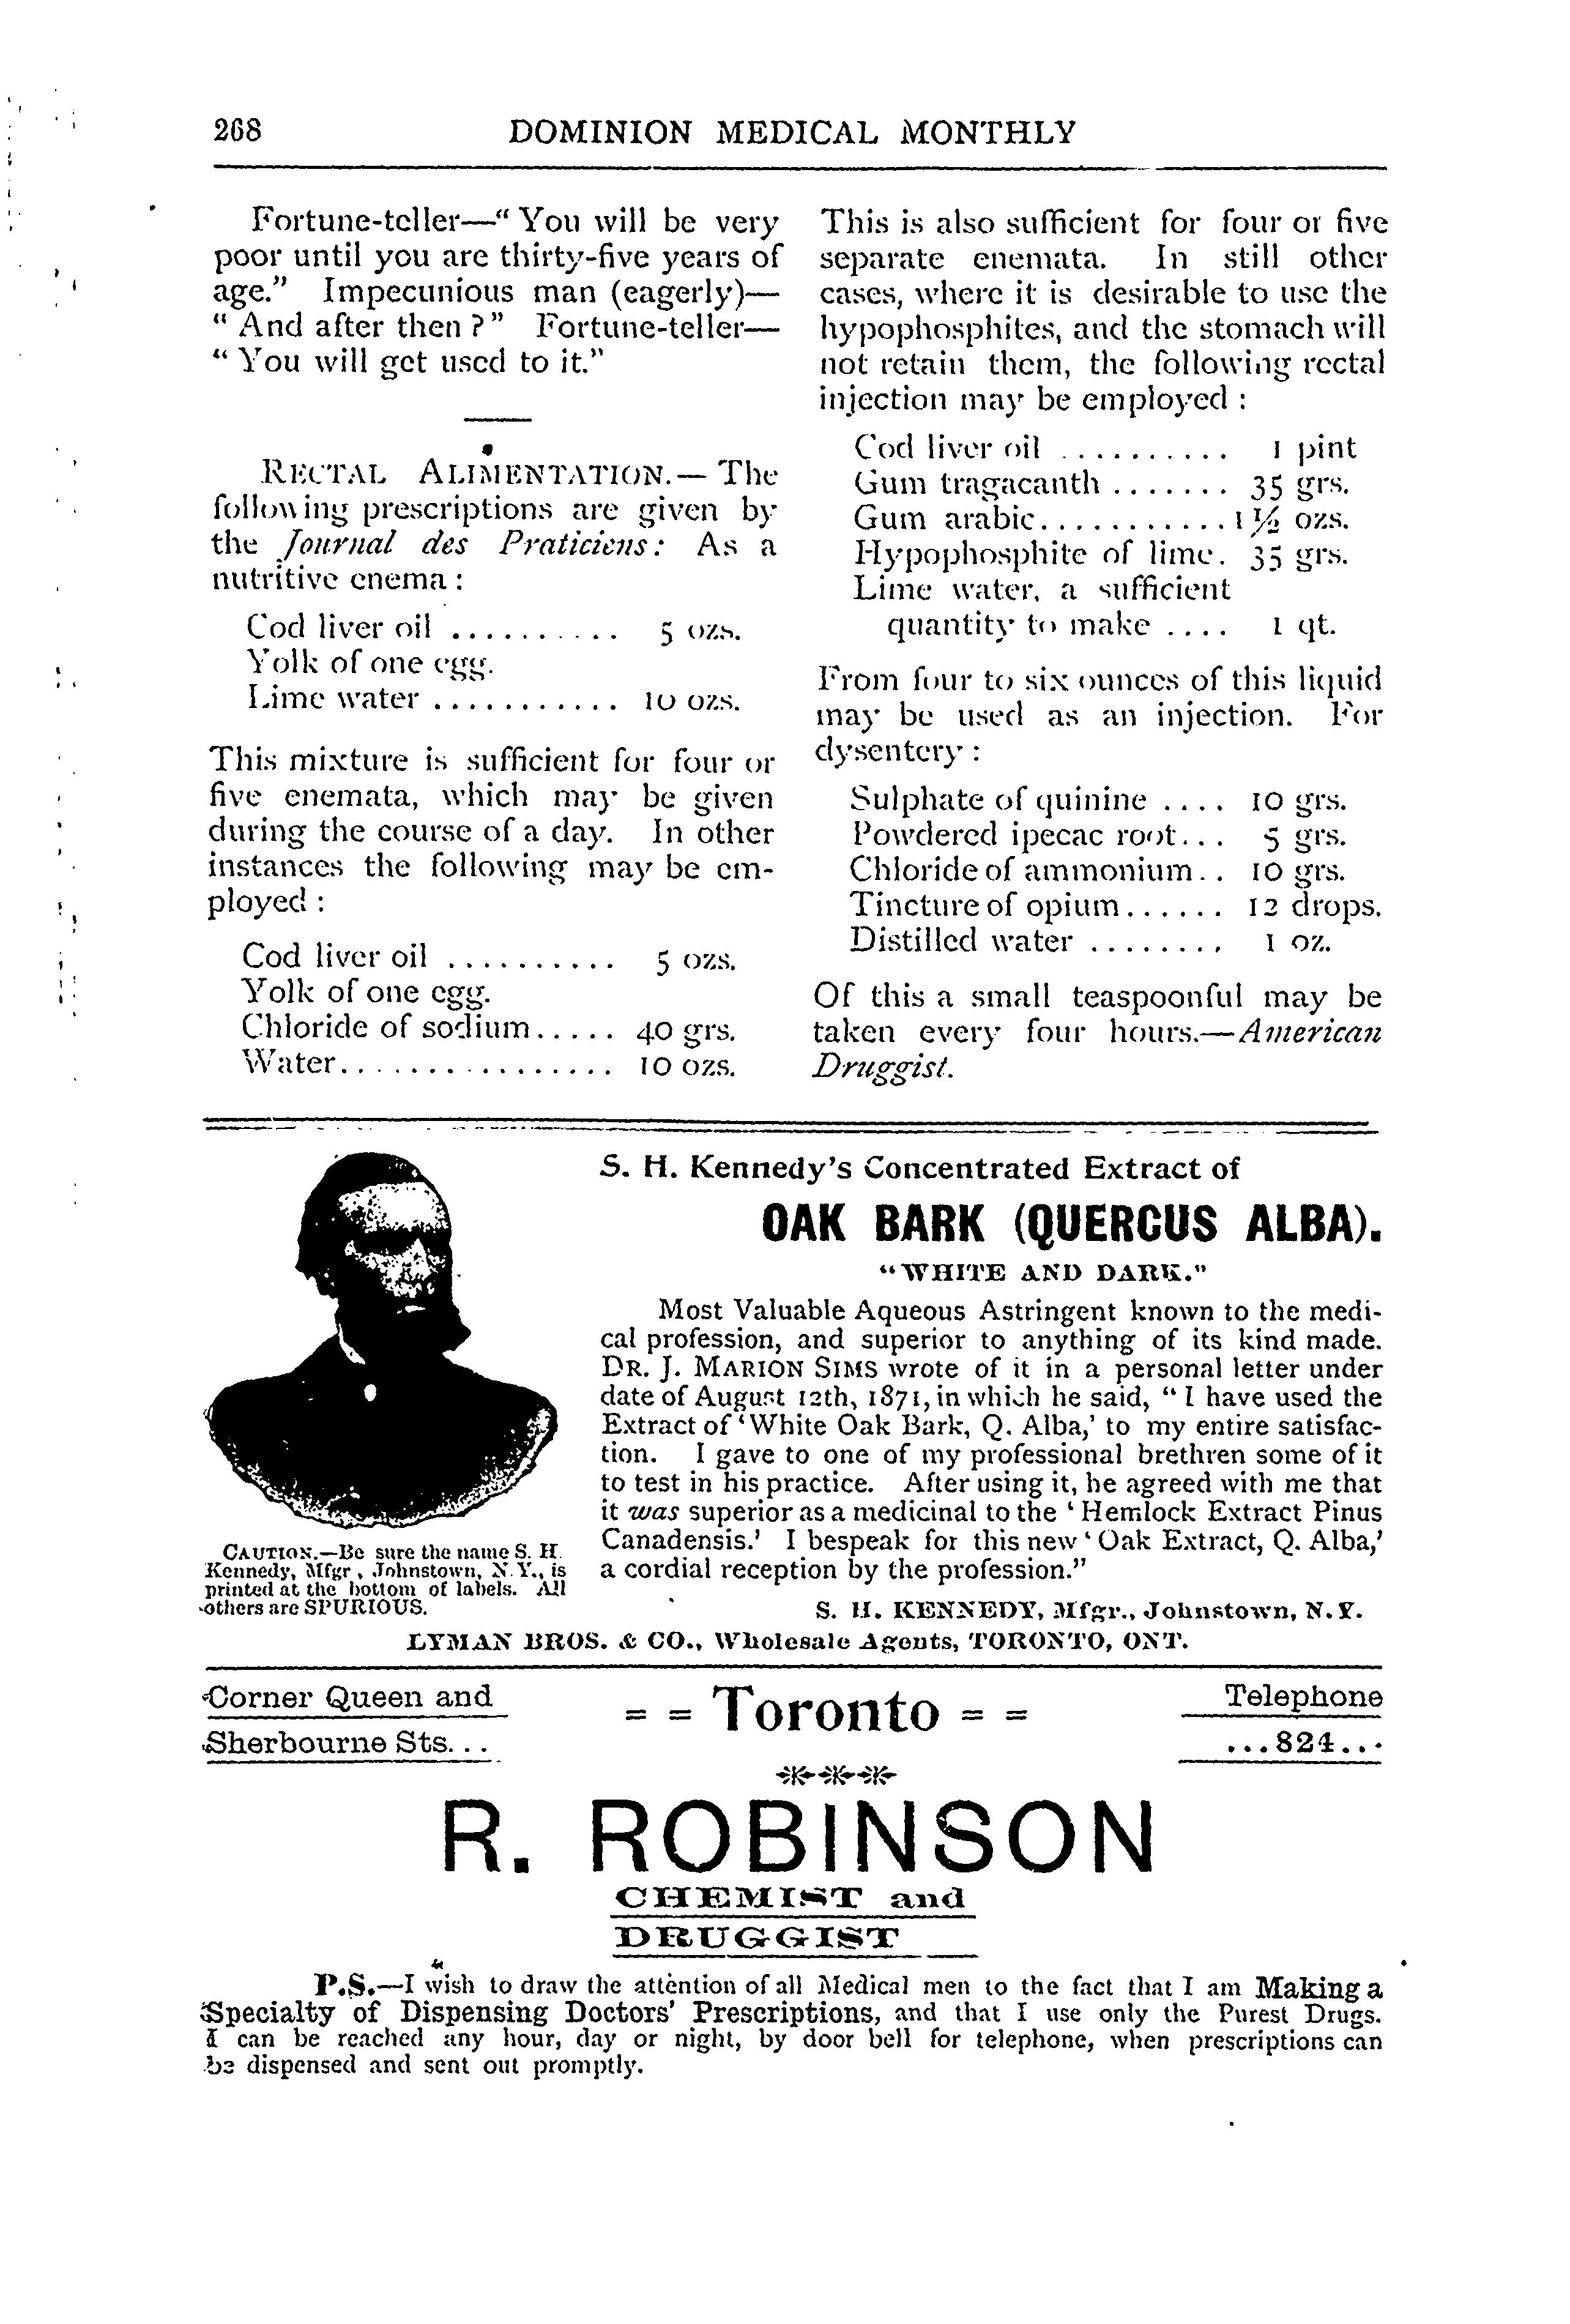 268 DOMINION MEDICAL MONTHLY
Fortune-teller—“You will be very
poor until you are thirty-five years of
age.” Impecunious man (eagerly)—
“And after then?” Fortune-teller—
“You will get used to it.”
RECTAL ALIMENTATION.—The
following prescriptions are given by
the Journal des Praticiens: As a
nutritive enema:
Cod liver oil .......... 5 ozs.
Yolk of one egg.
Lime water ........... 10 ozs.
This mixture is sufficient for four or
five enemata, which may be given
during the course of a day. In other
instances the following may be em-
ployed:
Cod liver oil .......... 5 ozs.
Yolk of one egg.
Chloride of sodium..... 40 grs.
Water................ 10 ozs.
This is also sufficient for four or five
separate enemata. In still other
cases, where it is desirable to use the
hypophosphites, and the stomach will
not retain them, the following rectal
injection may be employed:
Cod liver oil .......... 1 pint
Gum tragacanth ....... 35 grs.
Gum arabic........... 1½ ozs.
Hypophosphite of lime. 35 grs.
Lime water, a sufficient
quantity to make .... 1 qt.
From four to six ounces of this liquid
may be used as an injection. For
dysentery:
Sulphate of quinine .... 10 grs.
Powdered ipecac root... 5 grs.
Chloride of ammonium.. 10 grs.
Tincture of opium...... 12 drops.
Distilled water ........ 1 oz.
Of this a small teaspoonful may be
taken every four hours.—American
Druggist.
S. H. Kennedy's Concentrated Extract of
OAK BARK (QUERCUS ALBA).
“WHITE AND DARK.”
Most Valuable Aqueous Astringent known to the medi-
cal profession, and superior to anything of its kind made.
DR. J. MARION SIMS wrote of it in a personal letter under
date of August 12th, 1871, in which he said, “I have used the
Extract of ‘White Oak Bark, Q. Alba,’ to my entire satisfac-
tion. I gave to one of my professional brethren some of it
to test in his practice. After using it, he agreed with me that
it was superior as a medicinal to the ‘Hemlock Extract Pinus
Canadensis.’ I bespeak for this new ‘Oak Extract, Q. Alba,’
a cordial reception by the profession.”
CAUTION.—Be sure the name S. H.
Kennedy, Mfgr, Johnstown, N.Y., is
printed at the bottom of labels. All
others are SPURIOUS.
S. H. KENNEDY, Mfgr., Johnstown, N.Y.
LYMAN BROS. & CO., Wholesale Agents, TORONTO, ONT.
Corner Queen and
Sherbourne Sts...
= = Toronto = =
Telephone
...824...
R. ROBINSON
CHEMIST and
DRUGGIST
P.S.—I wish to draw the attention of all Medical men to the fact that I am Making a
Specialty of Dispensing Doctors' Prescriptions, and that I use only the Purest Drugs.
I can be reached any hour, day or night, by door bell for telephone, when prescriptions can
be dispensed and sent out promptly.